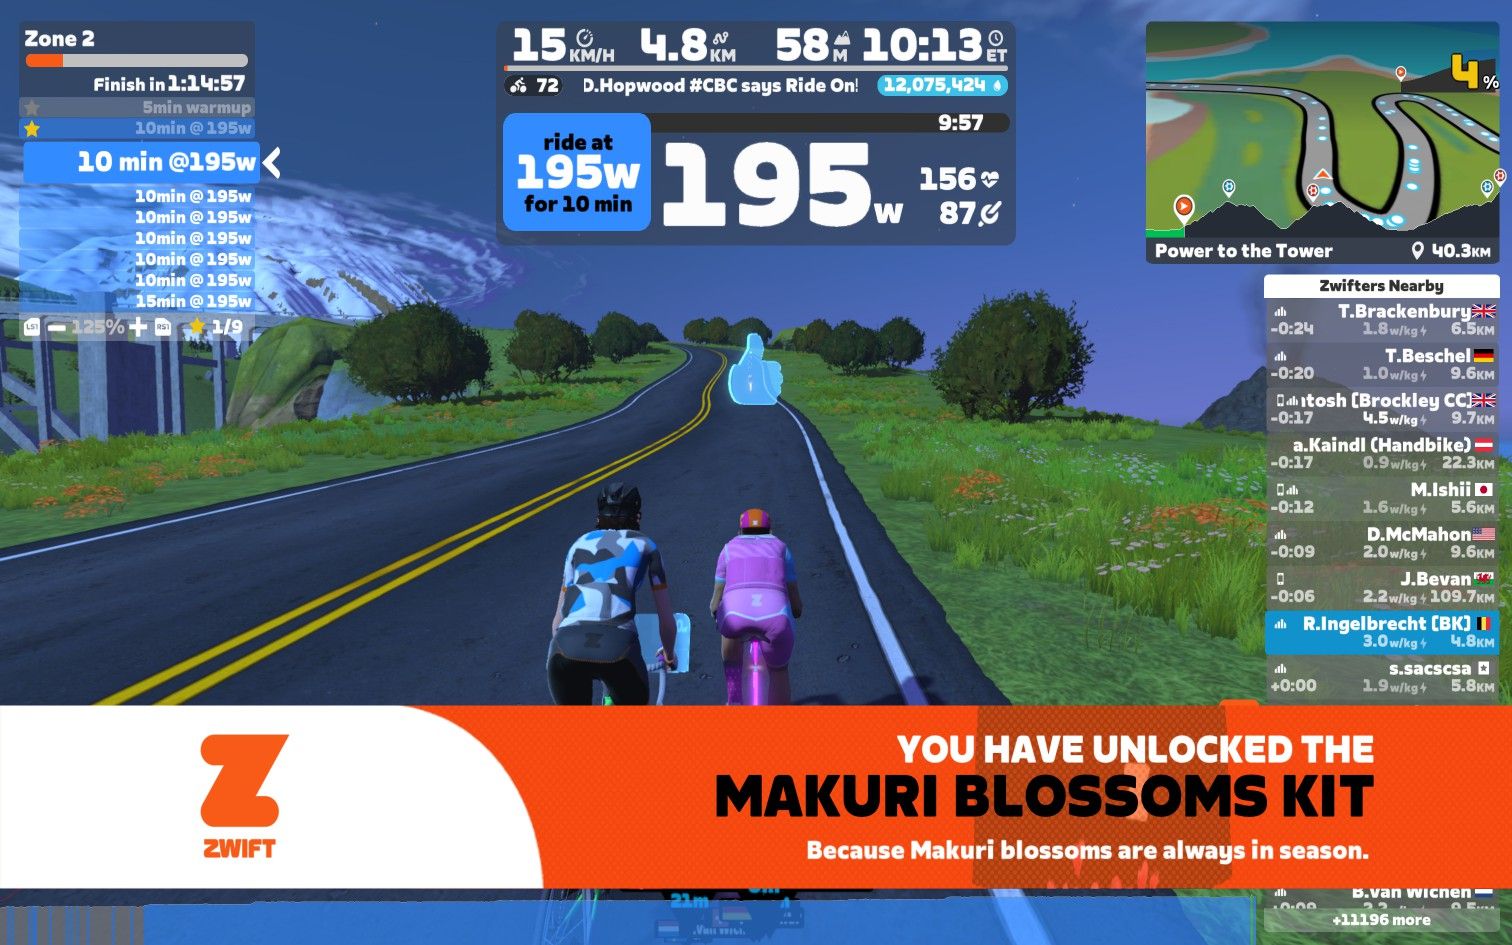 Zone 2
Finish in 1:14:57
5min warmup
10min @ 195w
10 min @195w
10min @ 195w
10min @ 195w
10min @ 195w
10min @ 195w
10min @ 195w
15min @ 195w
LS1 125% RS1 1/9
15 KM/H 4.8 KM 58 M 10:13 ET
72 D.Hopwood #CBC says Ride On! 12,075,424
9:57
ride at
195w
for 10 min
195w
156
87
4%
Power to the Tower 40.3KM
Zwifters Nearby
T.Brackenbury
-0:24 1.8w/kg 6.5KM
T.Beschel
-0:20 1.0w/kg 9.6KM
ntosh [Brockley CC]
-0:17 4.5w/kg 9.7KM
a.Kaindl (Handbike)
-0:17 0.9w/kg 22.3KM
M.Ishii
-0:12 1.6w/kg 5.6KM
D.McMahon
-0:09 2.0w/kg 9.6KM
J.Bevan
-0:06 2.2w/kg 109.7KM
R.Ingelbrecht [BK]
3.0w/kg 4.8KM
s.sacscsa
+0:00 1.9w/kg 5.8KM
ZWIFT
YOU HAVE UNLOCKED THE
MAKURI BLOSSOMS KIT
Because Makuri blossoms are always in season.
B.Van Wichen
21m
+11196 more